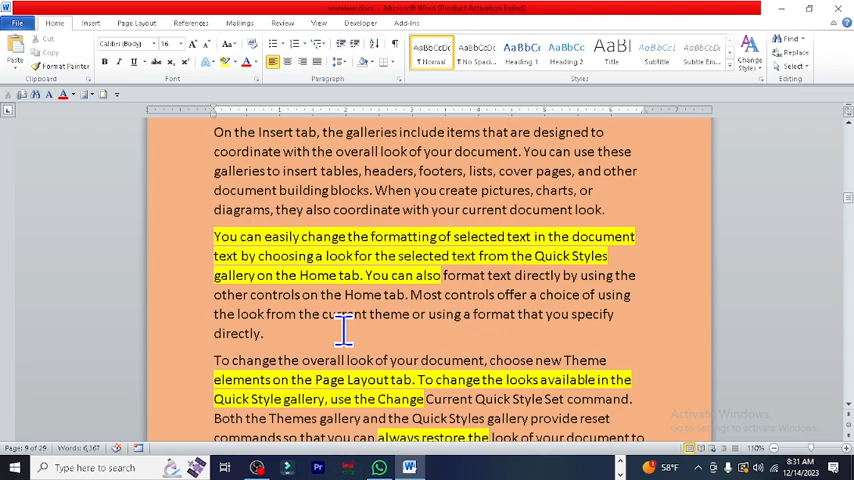 wwwwww.docx - Microsoft Word (Product Activation Failed)
File Home Insert Page Layout References Mailings Review View Developer Add-Ins
Paste Cut Copy Format Painter Clipboard
Calibri (Body) 16 Font
Paragraph
AaBbCcDc AaBbCcDc AaBbCc AaBbCc AaBl AaBbCcL AaBbCcDc
¶ Normal ¶ No Spaci... Heading 1 Heading 2 Title Subtitle Subtle Em...
Change Styles Styles
Find Replace Select Editing
On the Insert tab, the galleries include items that are designed to
coordinate with the overall look of your document. You can use these
galleries to insert tables, headers, footers, lists, cover pages, and other
document building blocks. When you create pictures, charts, or
diagrams, they also coordinate with your current document look.
You can easily change the formatting of selected text in the document
text by choosing a look for the selected text from the Quick Styles
gallery on the Home tab. You can also format text directly by using the
other controls on the Home tab. Most controls offer a choice of using
the look from the current theme or using a format that you specify
directly.
To change the overall look of your document, choose new Theme
elements on the Page Layout tab. To change the looks available in the
Quick Style gallery, use the Change Current Quick Style Set command.
Both the Themes gallery and the Quick Styles gallery provide reset
commands so that you can always restore the look of your document to
Activate Windows
Go to Settings to activate Windows.
Page: 9 of 29 Words: 6,167 110%
Type here to search
58°F
8:31 AM
12/14/2023